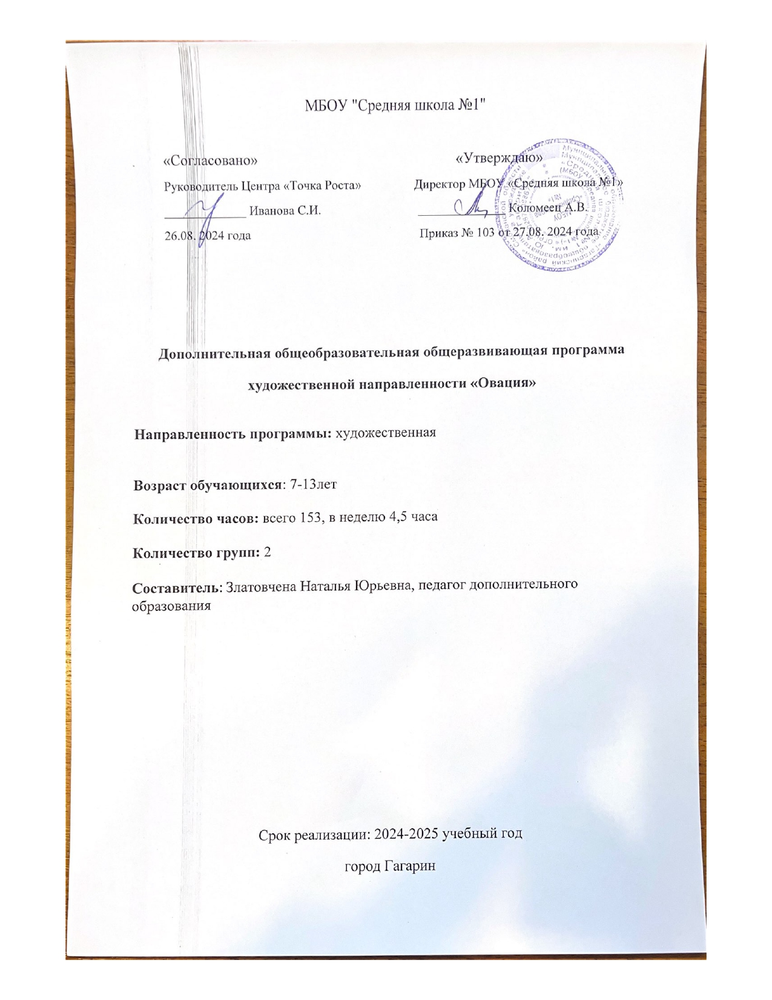 МБОУ "Средняя школа №1"
«Согласовано»
«Утверждаю»
Руководитель Центра «Точка Роста»
Директор МБОУ «Средняя школа №1»
Иванова С.И.
Коломеец А.В.
26.08. 2024 года
Приказ № 103 от 27.08. 2024 года
Дополнительная общеобразовательная общеразвивающая программа
художественной направленности «Овация»
Направленность программы: художественная
Возраст обучающихся: 7-13лет
Количество часов: всего 153, в неделю 4,5 часа
Количество групп: 2
Составитель: Златовчена Наталья Юрьевна, педагог дополнительного
образования
Срок реализации: 2024-2025 учебный год
город Гагарин